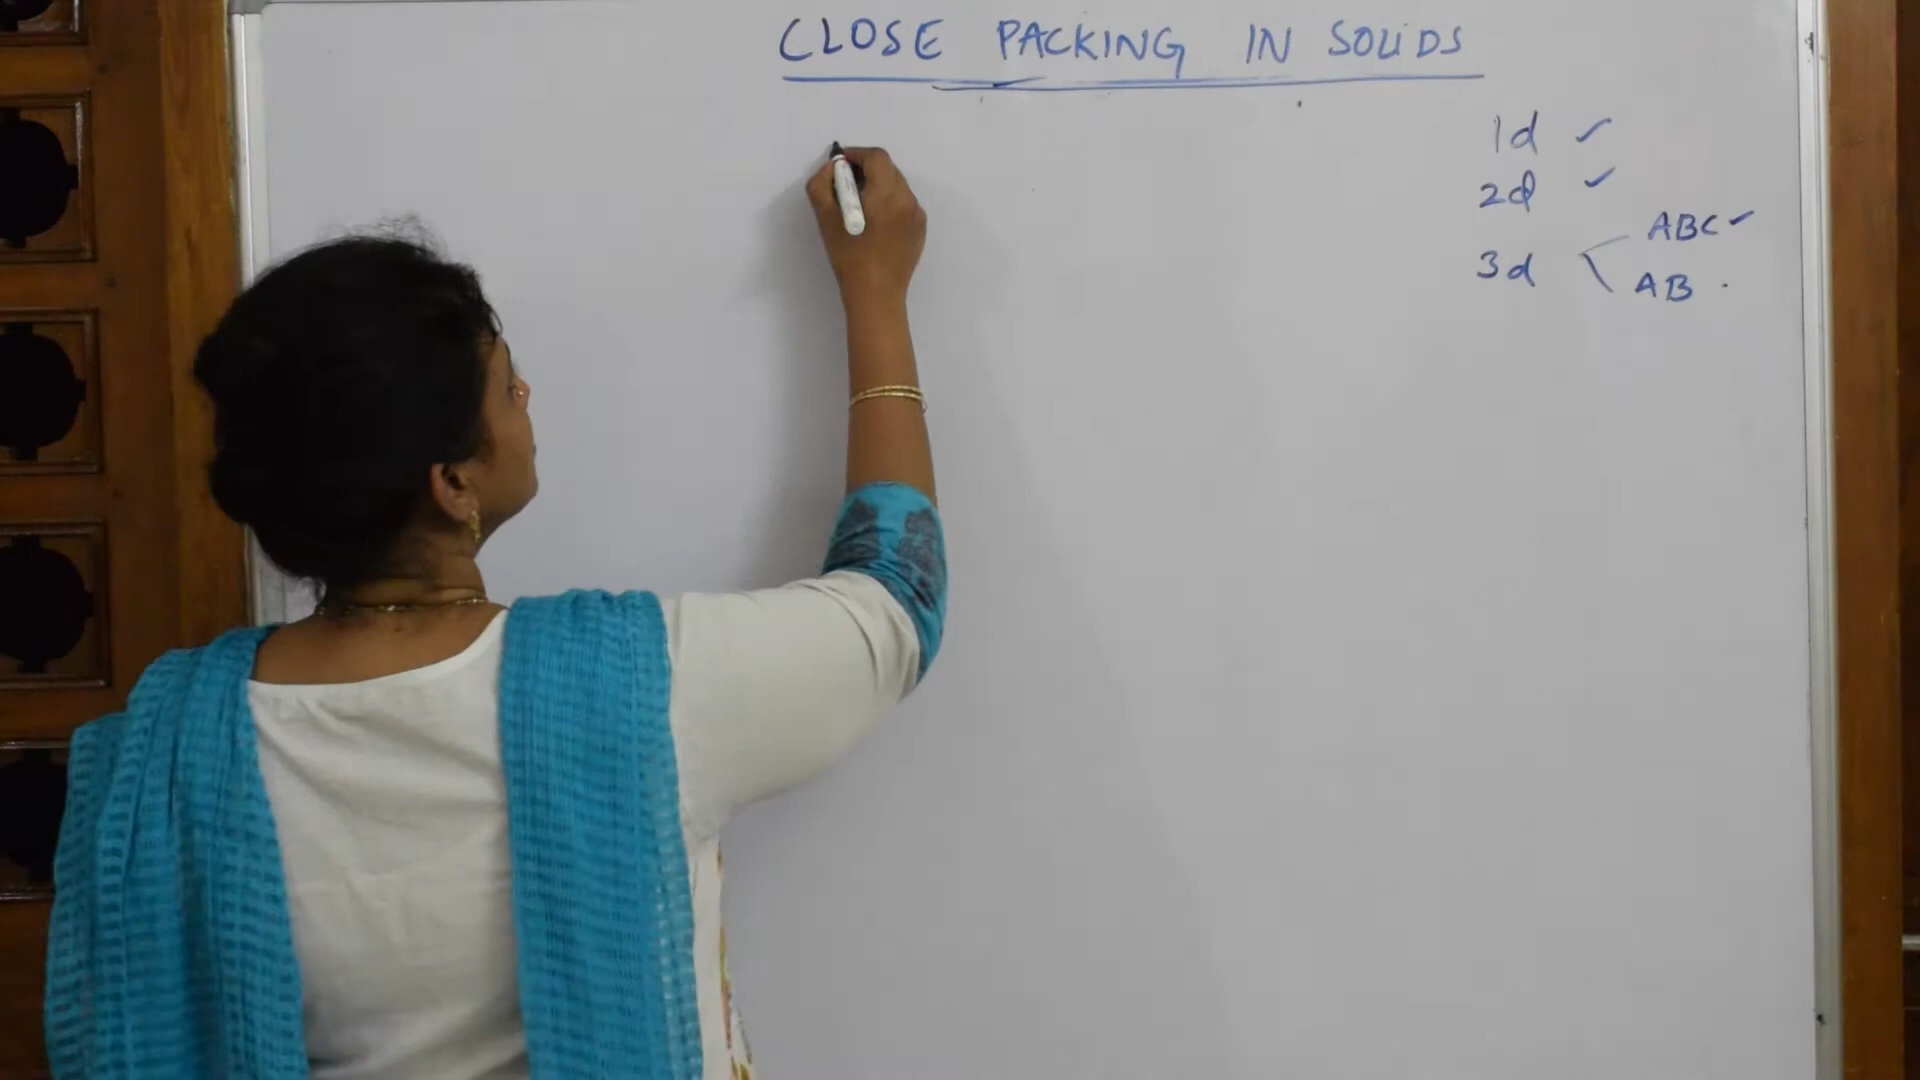 CLOSE PACKING IN SOLIDS
1d ✓
2d ✓
ABC ✓
3d
AB .